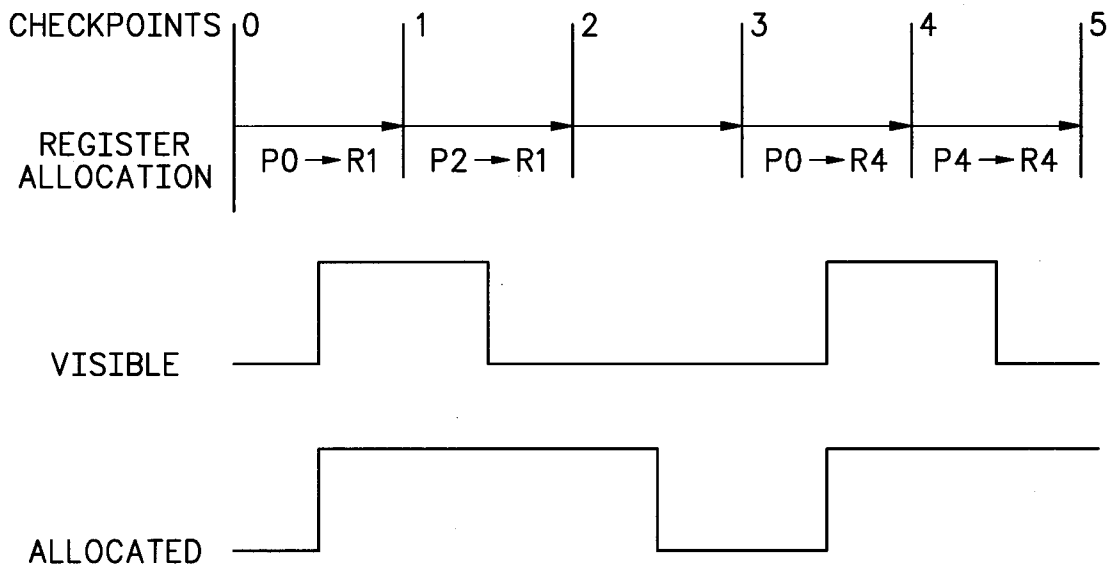 CHECKPOINTS 0 1 2 3 4 5
REGISTER
ALLOCATION
P0→R1 P2→R1 P0→R4 P4→R4
VISIBLE
ALLOCATED